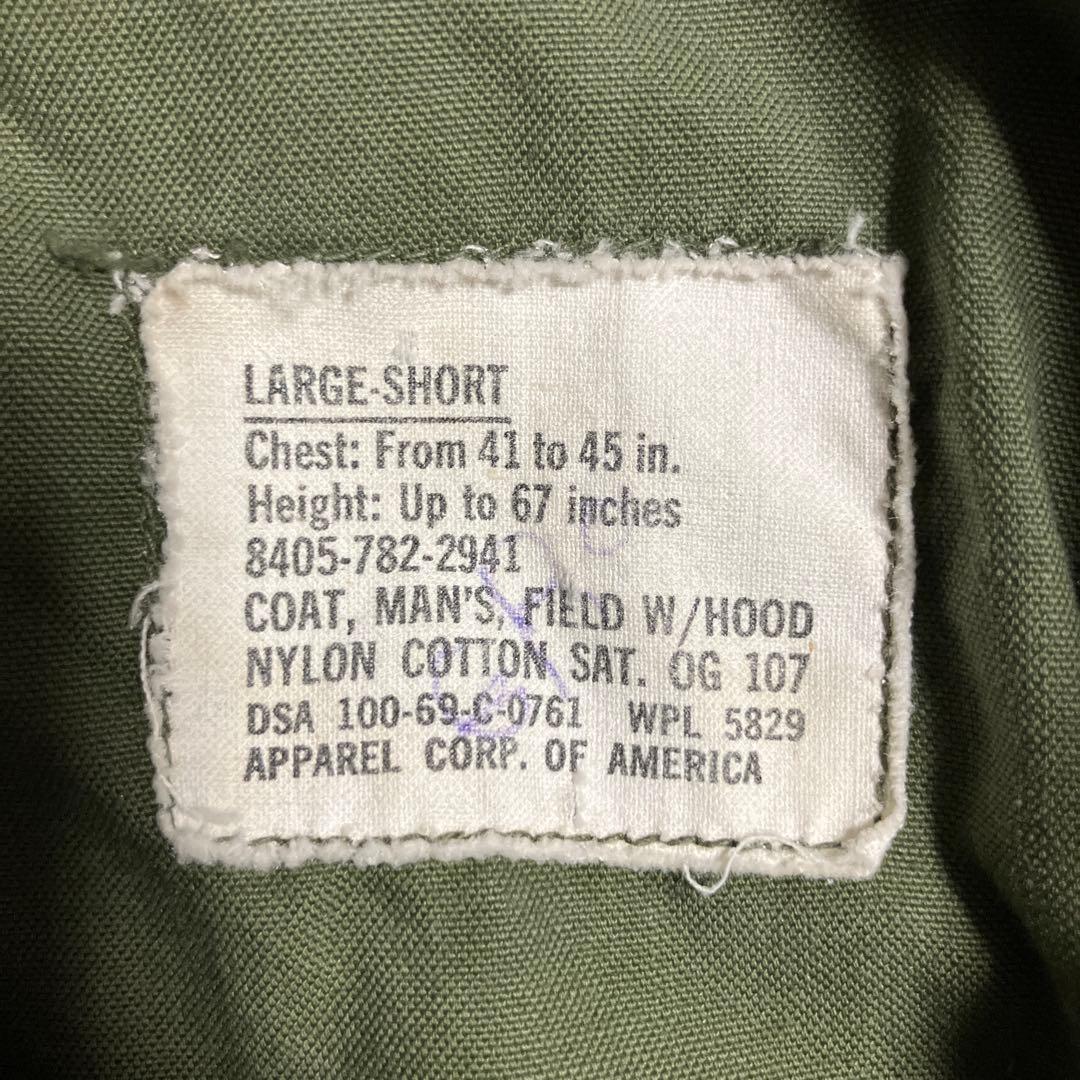 LARGE-SHORT
Chest: From 41 to 45 in.
Height: Up to 67 inches
8405-782-2941
COAT, MAN'S, FIELD W/HOOD
NYLON COTTON SAT. OG 107
DSA 100-69-C-0761 WPL 5829
APPAREL CORP. OF AMERICA